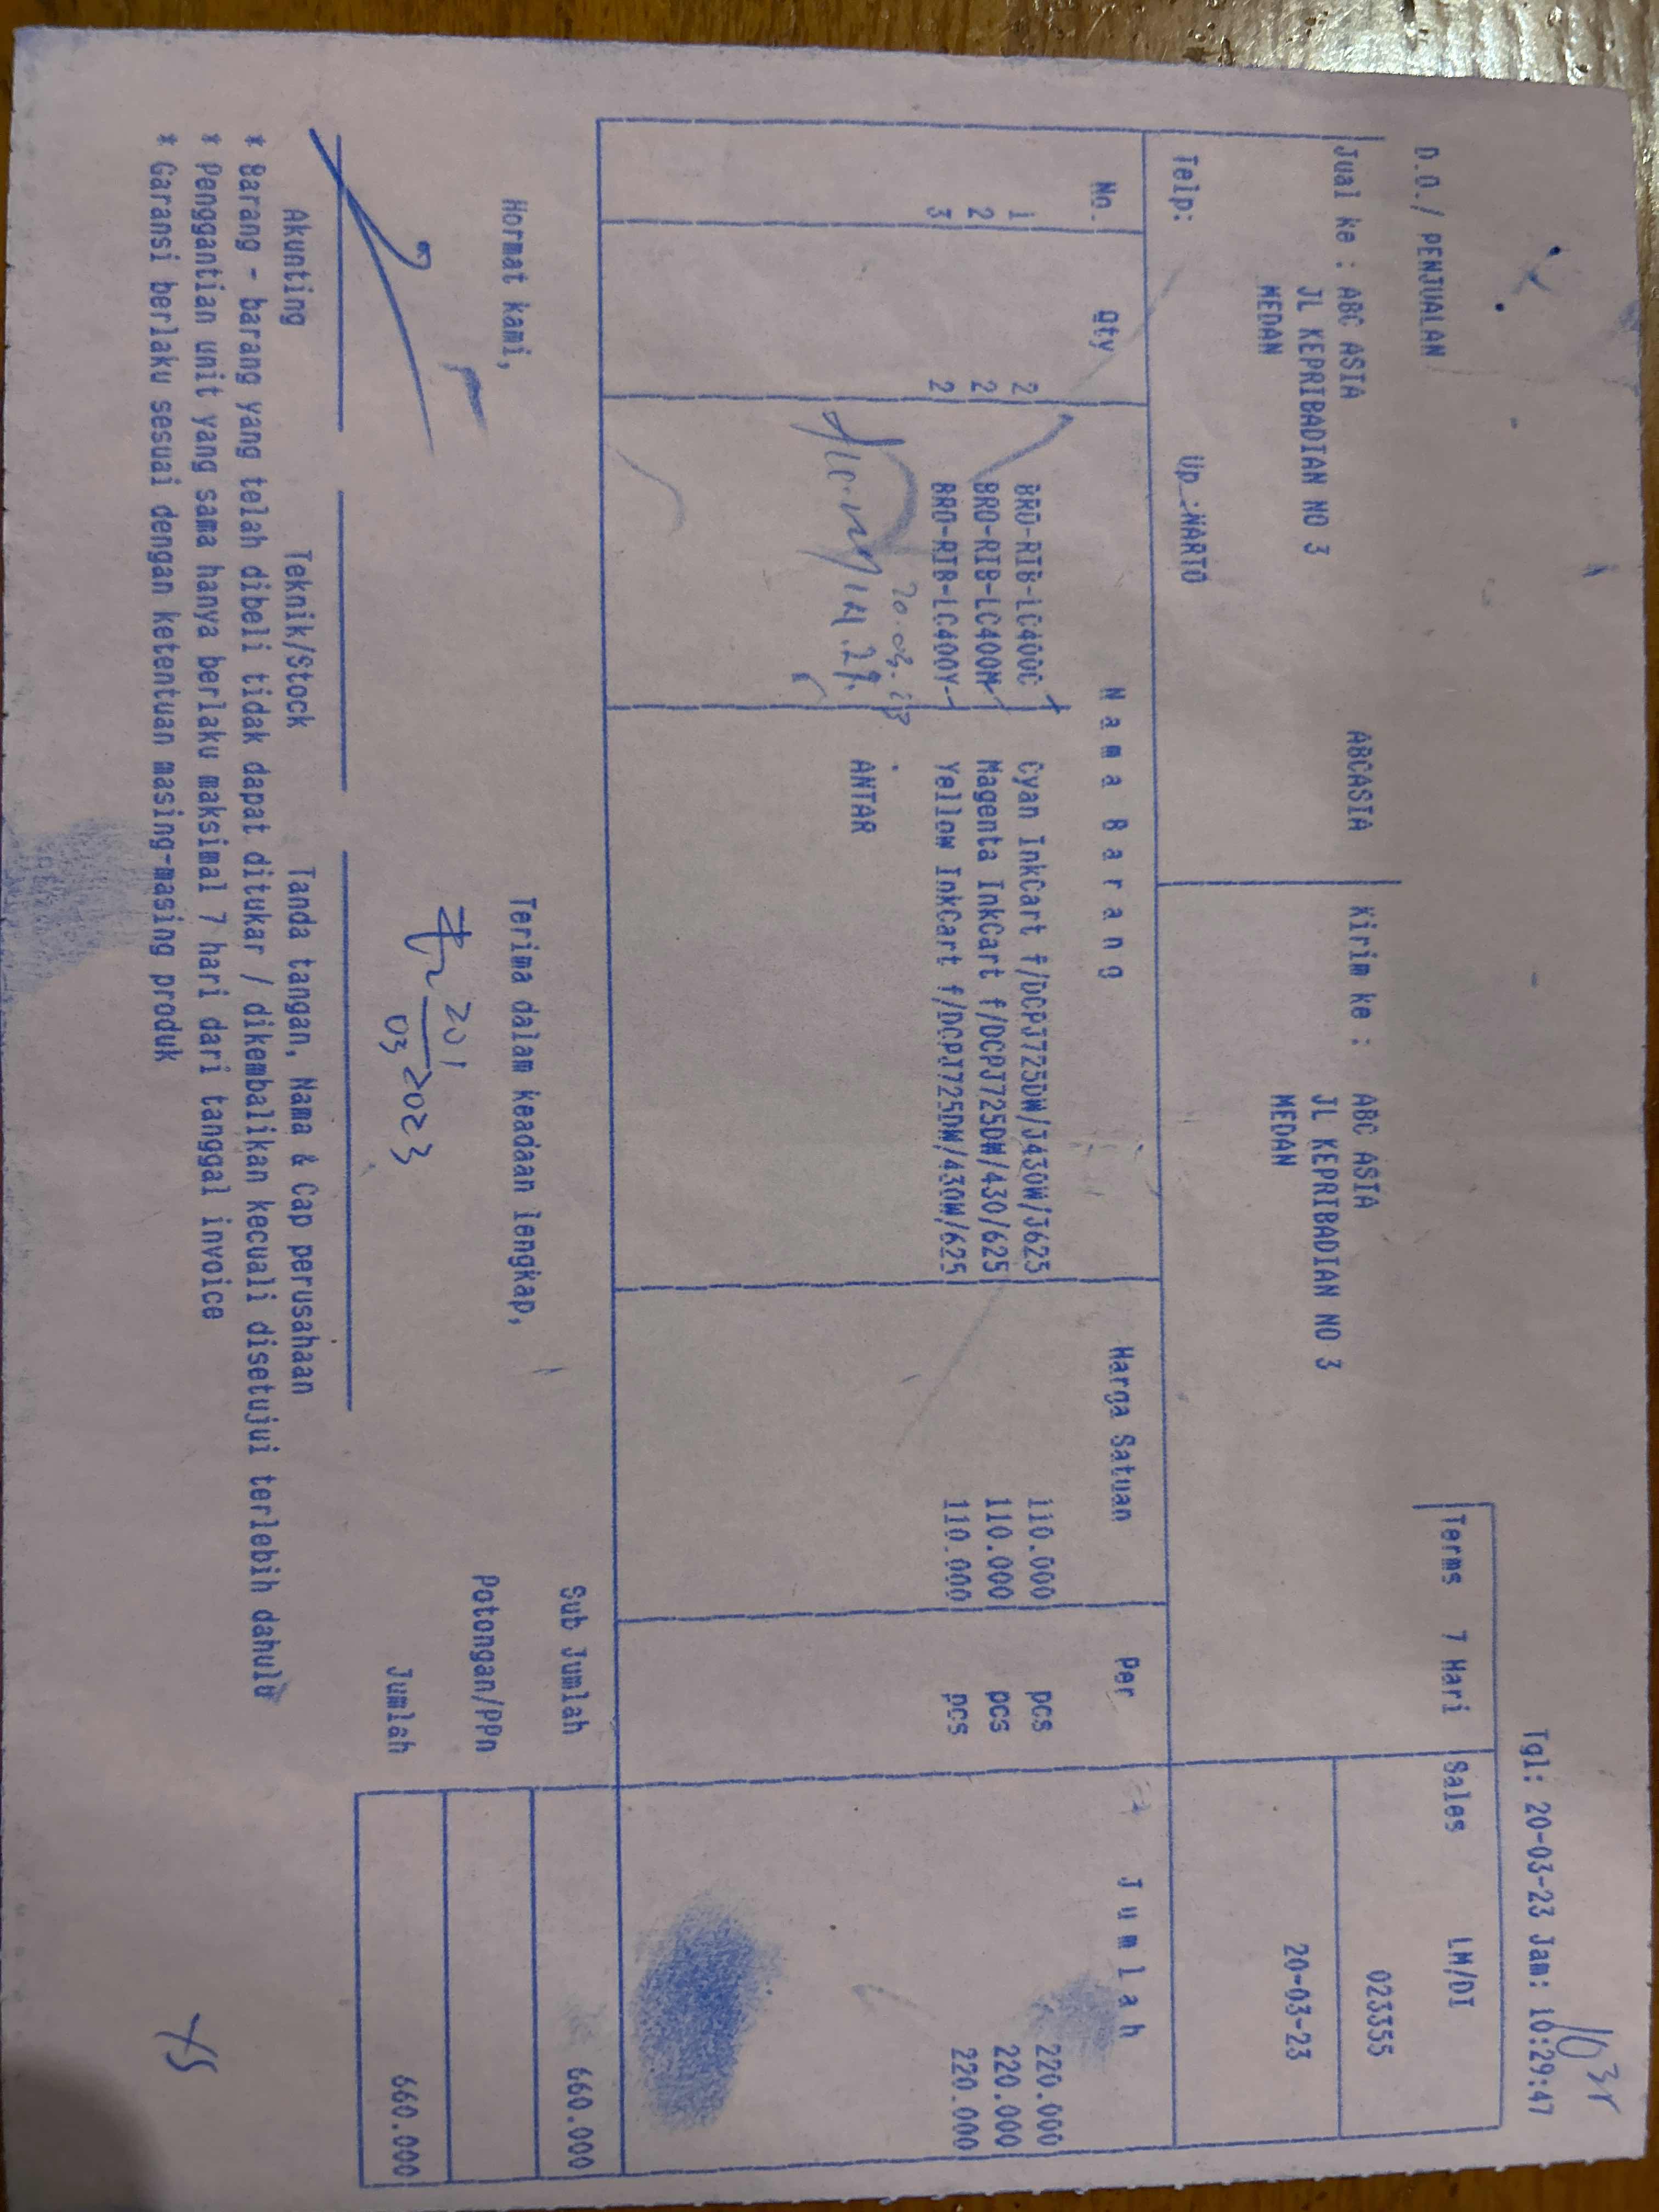 Tgl: 20-03-23 Jam: 10:29:47
D.O./ PENJUALAN
Terms 7 Hari Sales LM/DI
Jual ke : ABC ASIA ABCASIA Kirim ke : ABC ASIA 023355
JL KEPRIBADIAN NO 3 JL KEPRIBADIAN NO 3
MEDAN MEDAN 20-03-23
Telp: Up :NARTO
No. Qty Nama Barang Harga Satuan Per Jumlah
1 2 BRO-RIB-LC400C Cyan InkCart f/DCPJ725DW/J430W/J625 110.000 pcs 220.000
2 2 BRO-RIB-LC400M Magenta InkCart f/DCPJ725DW/430/625 110.000 pcs 220.000
3 2 BRO-RIB-LC400Y Yellow InkCart f/DCPJ725DW/430W/625 110.000 pcs 220.000
ANTAR
Sub Jumlah 660.000
Hormat kami, Terima dalam keadaan lengkap,
Potongan/PPn
20/03 2023
Jumlah 660.000
Akunting Teknik/Stock Tanda tangan, Nama & Cap perusahaan
* Barang - barang yang telah dibeli tidak dapat ditukar / dikembalikan kecuali disetujui terlebih dahulu
* Penggantian unit yang sama hanya berlaku maksimal 7 hari dari tanggal invoice
* Garansi berlaku sesuai dengan ketentuan masing-masing produk